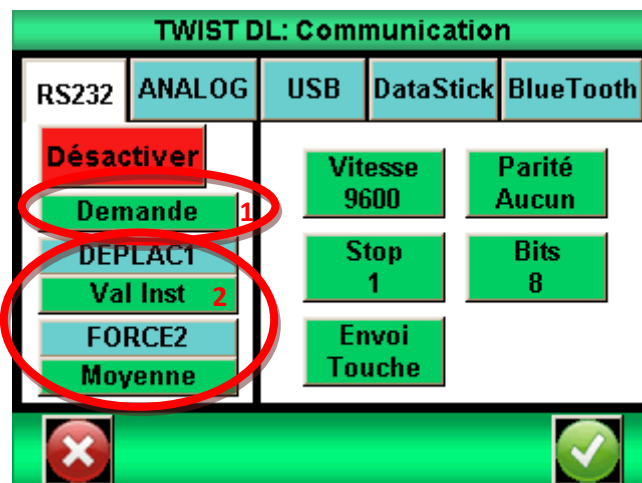 TWIST DL: Communication
RS232 ANALOG USB DataStick BlueTooth
Désactiver
Demande 1
DEPLAC1
Val Inst 2
FORCE2
Moyenne
Vitesse
9600
Parité
Aucun
Stop
1
Bits
8
Envoi
Touche